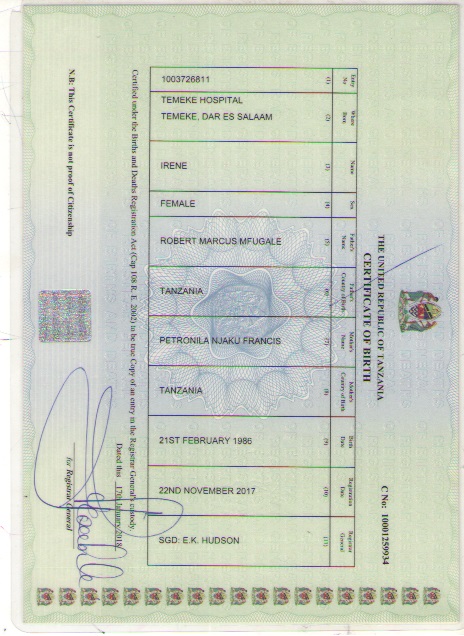 THE UNITED REPUBLIC OF TANZANIA
CERTIFICATE OF BIRTH
C No: 10001259934
Entry
No
(1)
1003726811
Where
Born
(2)
TEMEKE HOSPITAL
TEMEKE, DAR ES SALAAM
Name
(3)
IRENE
Sex
(4)
FEMALE
Father's
Name
(5)
ROBERT MARCUS MFUGALE
Father's
Country of Birth
(6)
TANZANIA
Mother's
Name
(7)
PETRONILA NJAKU FRANCIS
Mother's
Country of Birth
(8)
TANZANIA
Birth
Date
(9)
21ST FEBRUARY 1986
Registration
Date
(10)
22ND NOVEMBER 2017
Registrar
General
(11)
SGD: E.K. HUDSON
Certified under the Births and Deaths Registration Act (Cap 108 R. E. 2002) to be true Copy of an entry in the Registrar General's custody.
Dated this 17th January 2018
for Registrar General
N.B: This Certificate is not proof of Citizenship